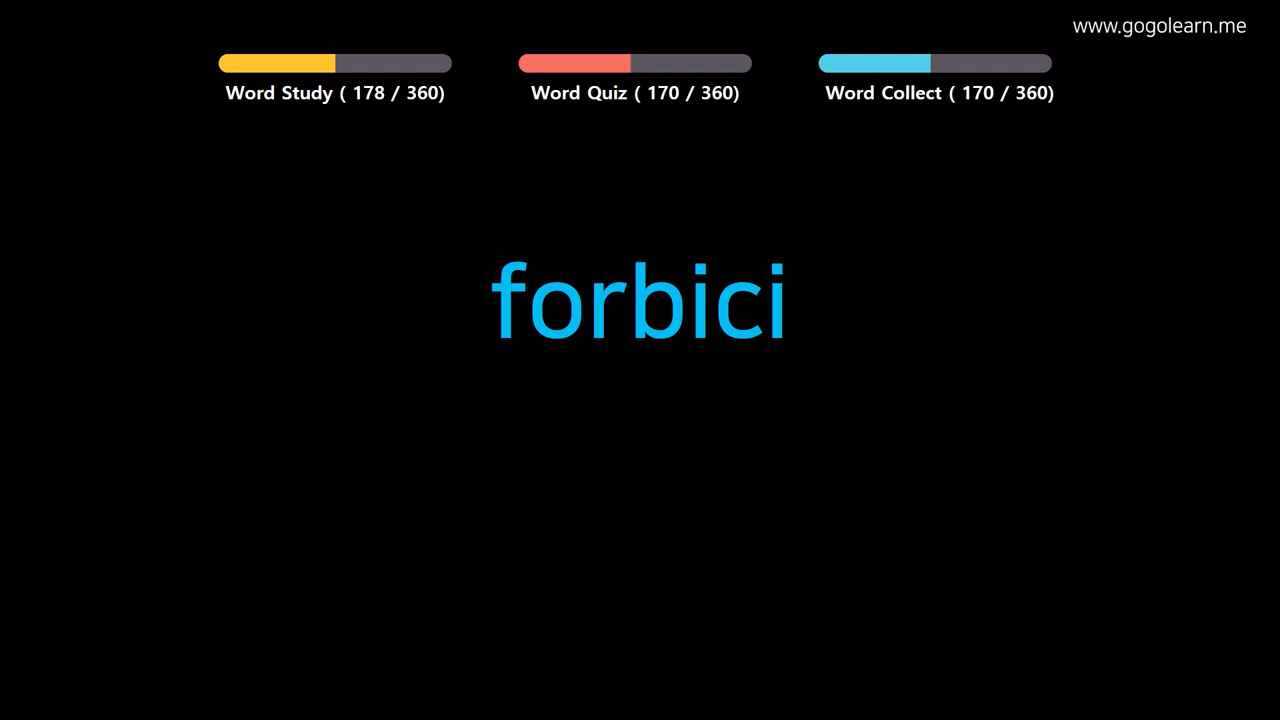 www.gogolearn.me
Word Study ( 178 / 360)
Word Quiz ( 170 / 360)
Word Collect ( 170 / 360)
forbici